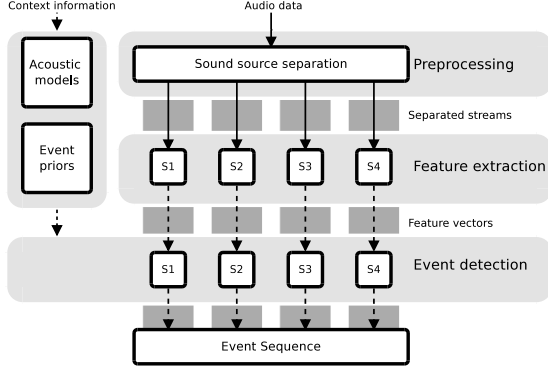 Context information
Audio data
Acoustic
models
Sound source separation
Preprocessing
Separated streams
Event
priors
S1 S2 S3 S4
Feature extraction
Feature vectors
S1 S2 S3 S4
Event detection
Event Sequence